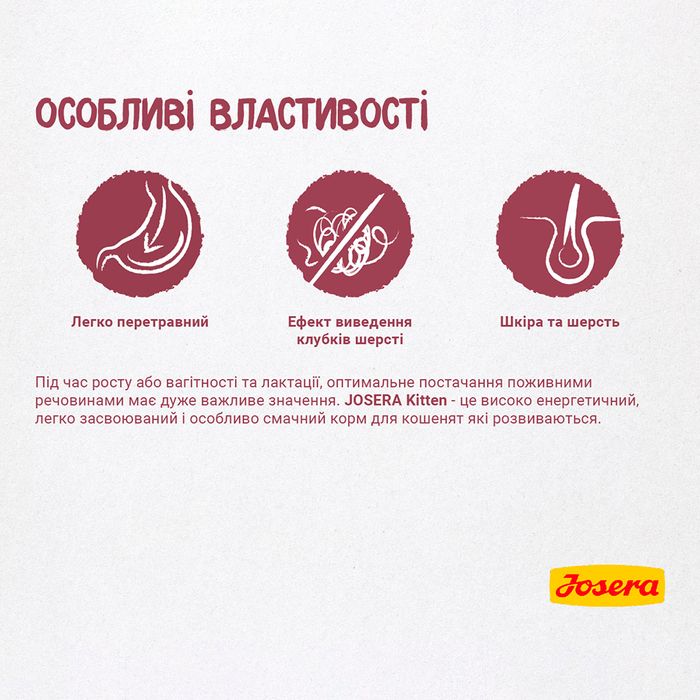 ОСОБЛИВІ ВЛАСТИВОСТІ
Легко перетравний
Ефект виведення
клубків шерсті
Шкіра та шерсть
Під час росту або вагітності та лактації, оптимальне постачання поживними
речовинами має дуже важливе значення. JOSERA Kitten - це високо енергетичний,
легко засвоюваний і особливо смачний корм для кошенят які розвиваються.
Josera